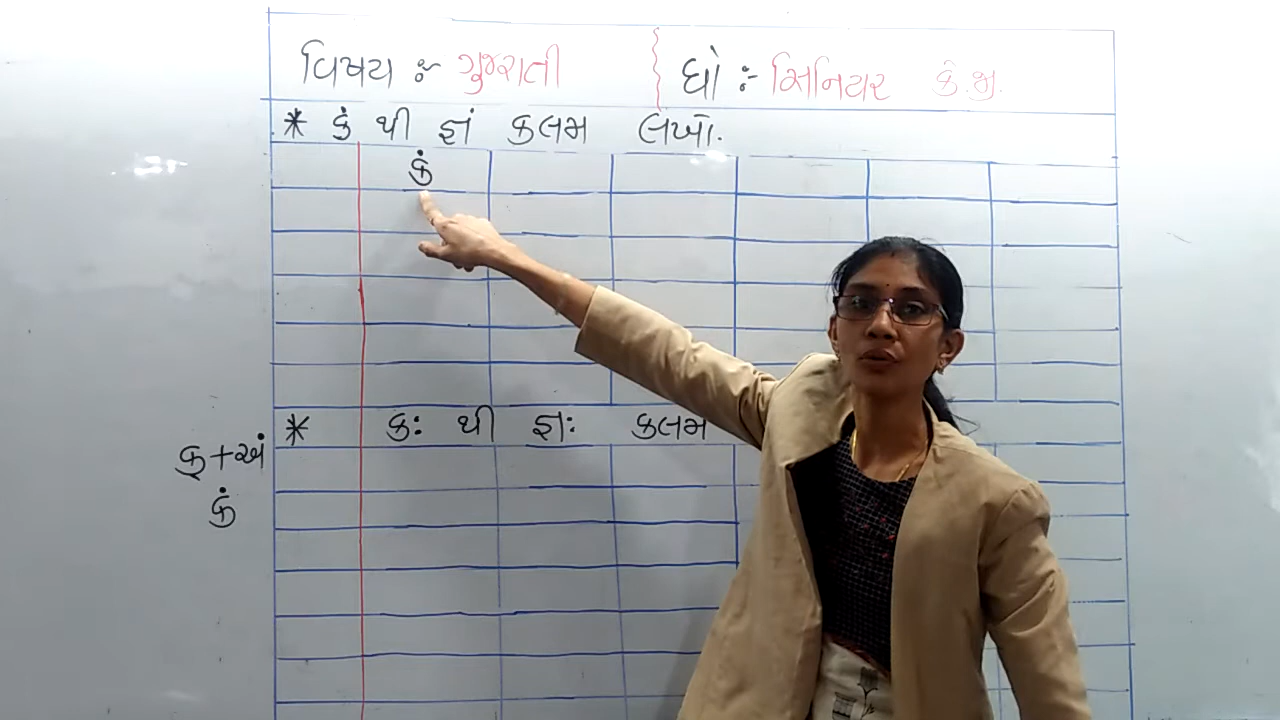 વિષય ઃ- ગુજરાતી ધો ઃ- સિનિયર કે.જી.
* કં થી જ્ઞં કલમ લખો.
કં
* કઃ થી જ્ઞઃ કલમ
ક+અં
કં